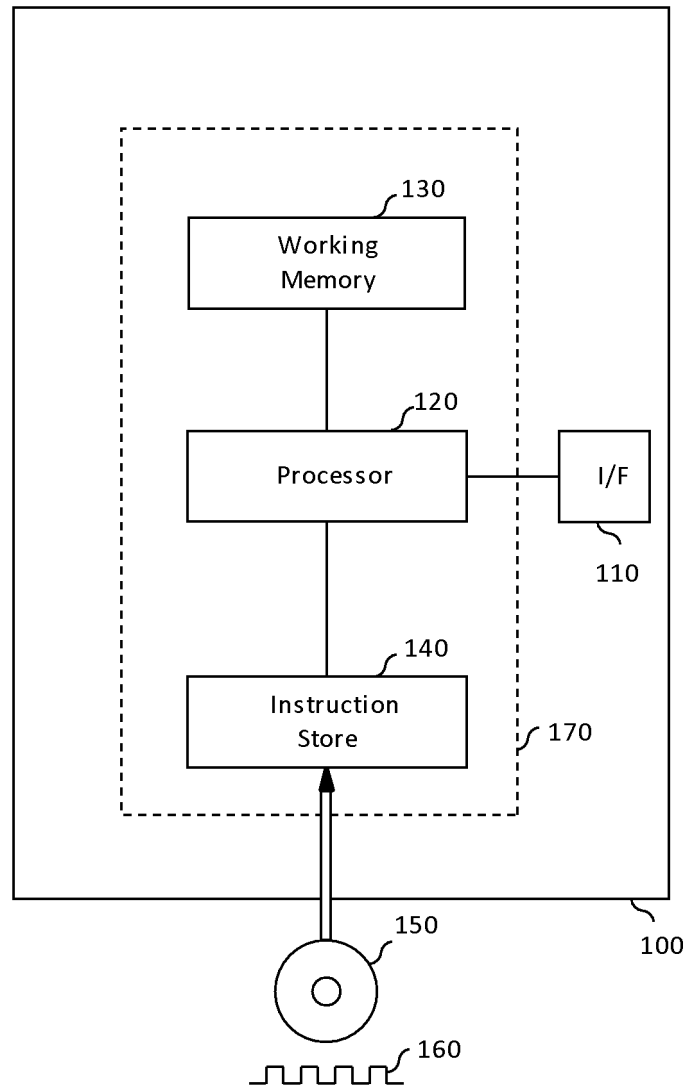 130
Working
Memory
120
Processor
I/F
110
140
Instruction
Store
170
150
100
160